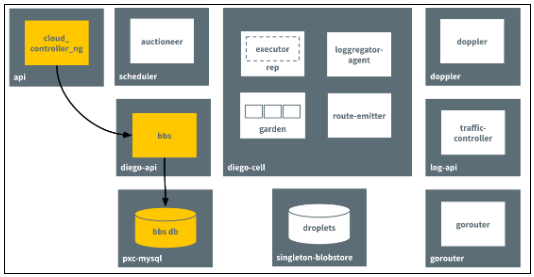 cloud_
controller_ng
api
auctioneer
scheduler
executor
rep
loggregator-
agent
garden
route-emitter
diego-cell
doppler
doppler
bbs
diego-api
traffic-
controller
log-api
bbs db
pxc-mysql
droplets
singleton-blobstore
gorouter
gorouter